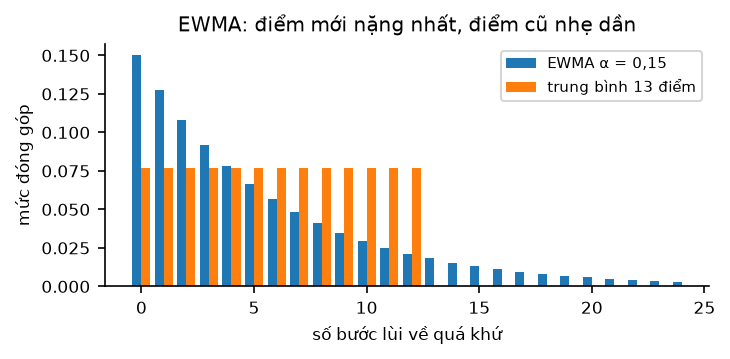 EWMA: điểm mới nặng nhất, điểm cũ nhẹ dần
EWMA α = 0,15
trung bình 13 điểm
mức đóng góp
0.150
0.125
0.100
0.075
0.050
0.025
0.000
0 5 10 15 20 25
số bước lùi về quá khứ